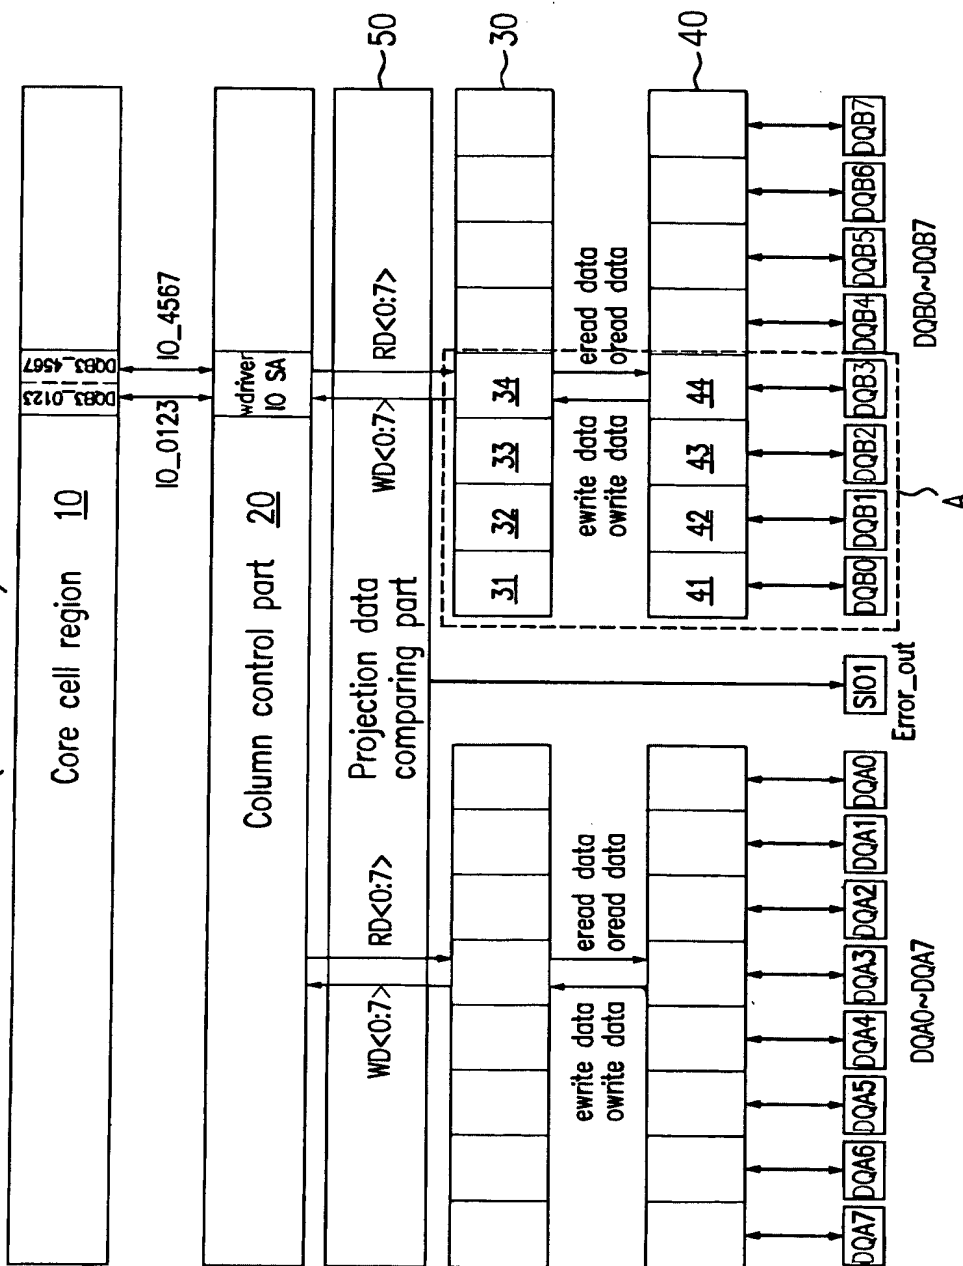 Core cell region 10
DQB3_0123
DQB3_4567
IO_0123
IO_4567
Column control part 20
wdriver
IO SA
Projection data
comparing part
50
WD<0:7>
RD<0:7>
WD<0:7>
RD<0:7>
30
31
32
33
34
ewrite data
owrite data
eread data
oread data
ewrite data
owrite data
eread data
oread data
40
41
42
43
44
DQA7
DQA6
DQA5
DQA4
DQA3
DQA2
DQA1
DQA0
SIO1
DQB0
DQB1
DQB2
DQB3
DQB4
DQB5
DQB6
DQB7
DQA0~DQA7
Error_out
A
DQB0~DQB7